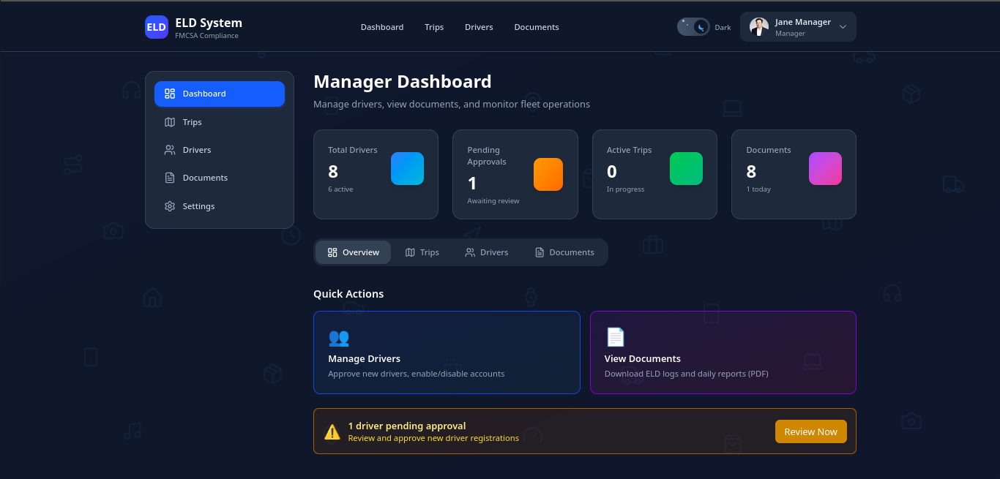 ELD
ELD System
FMCSA Compliance
Dashboard
Trips
Drivers
Documents
Dark
Jane Manager
Manager
Dashboard
Trips
Drivers
Documents
Settings
Manager Dashboard
Manage drivers, view documents, and monitor fleet operations
Total Drivers
8
6 active
Pending
Approvals
1
Awaiting review
Active Trips
0
In progress
Documents
8
1 today
Overview
Trips
Drivers
Documents
Quick Actions
Manage Drivers
Approve new drivers, enable/disable accounts
View Documents
Download ELD logs and daily reports (PDF)
1 driver pending approval
Review and approve new driver registrations
Review Now